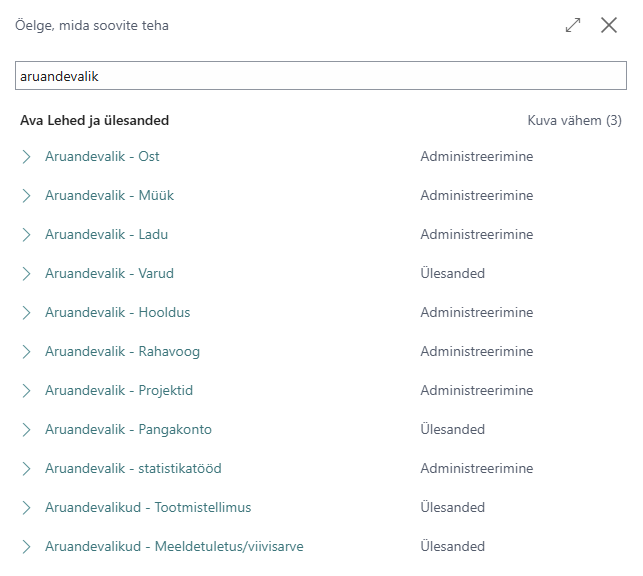 Öelge, mida soovite teha
aruandevalik
Ava Lehed ja ülesanded Kuva vähem (3)
Aruandevalik - Ost Administreerimine
Aruandevalik - Müük Administreerimine
Aruandevalik - Ladu Administreerimine
Aruandevalik - Varud Ülesanded
Aruandevalik - Hooldus Administreerimine
Aruandevalik - Rahavoog Administreerimine
Aruandevalik - Projektid Administreerimine
Aruandevalik - Pangakonto Ülesanded
Aruandevalik - statistikatööd Administreerimine
Aruandevalikud - Tootmistellimus Ülesanded
Aruandevalikud - Meeldetuletus/viivisarve Ülesanded